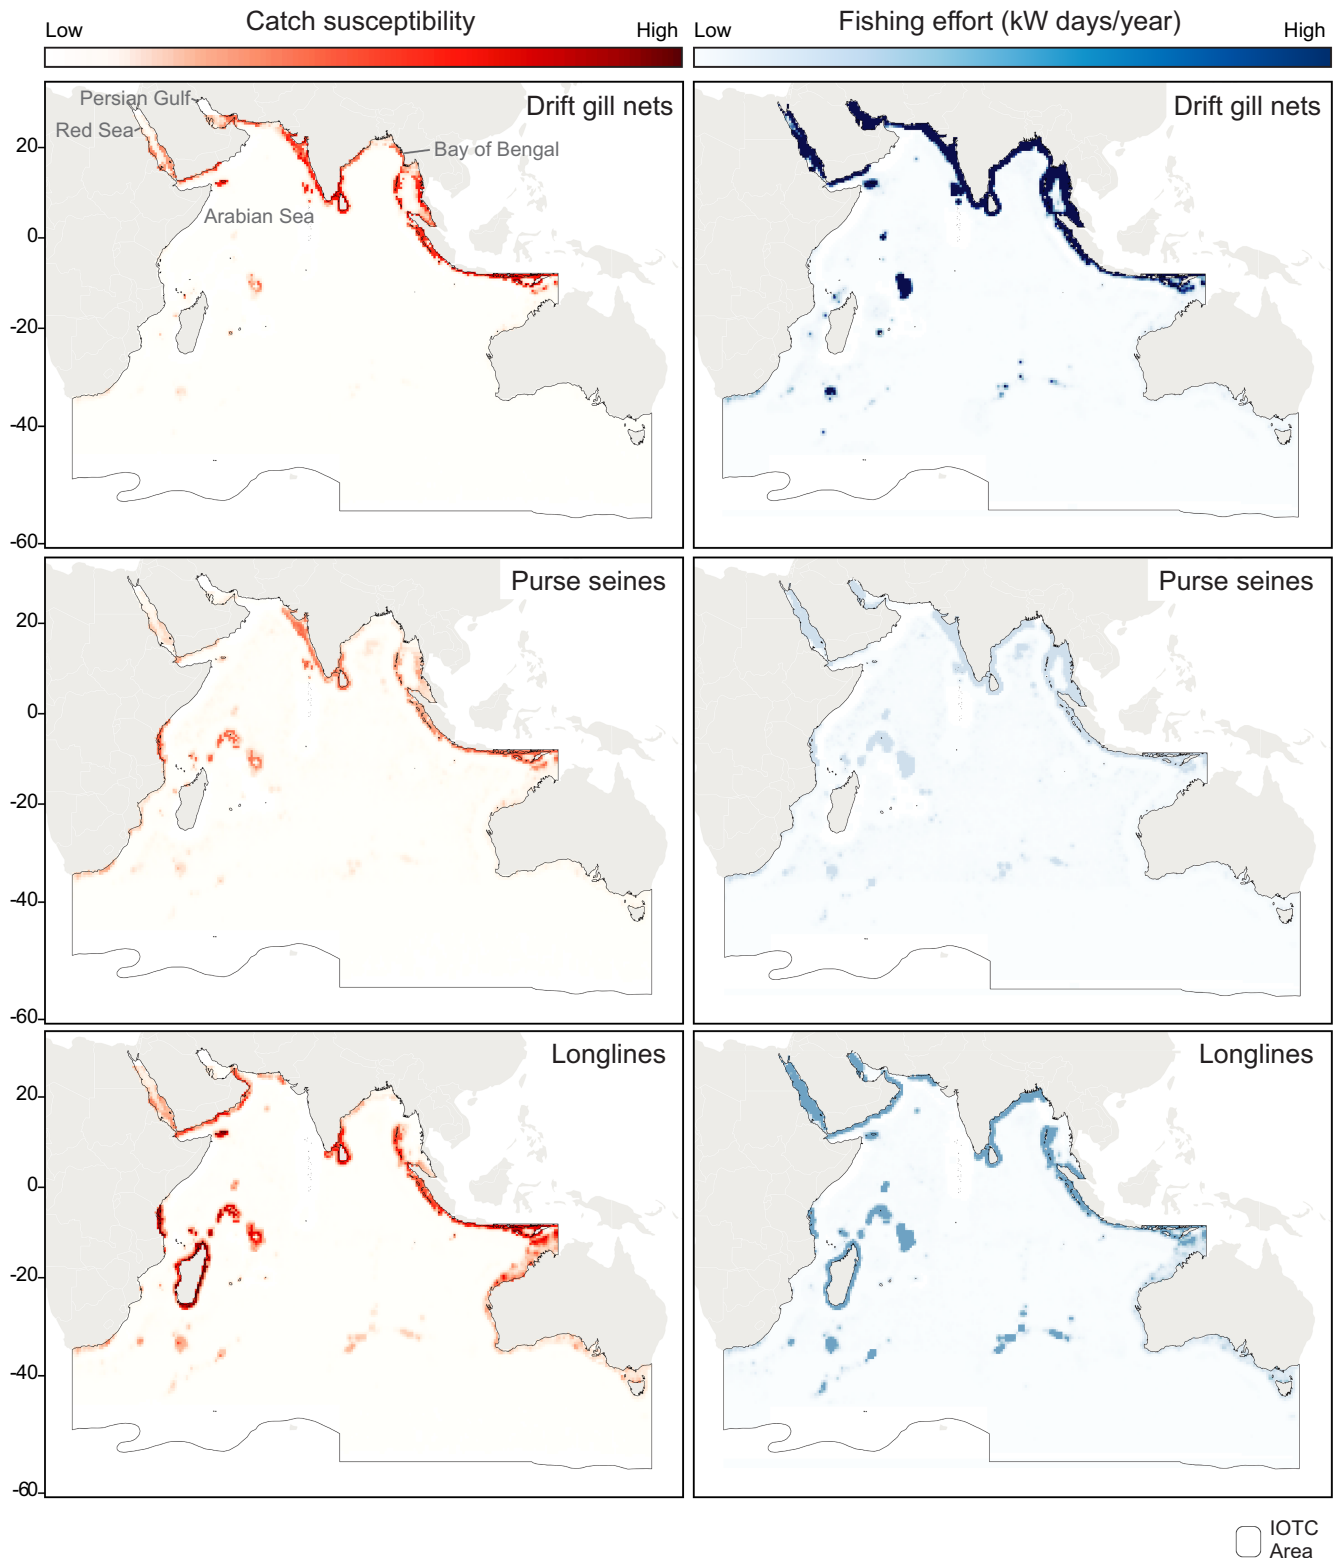 Catch susceptibility
Low
High
Fishing effort (kW days/year)
Low
High
Drift gill nets
Persian Gulf
Red Sea
Bay of Bengal
Arabian Sea
20
0
-20
-40
-60
Drift gill nets
Purse seines
20
0
-20
-40
-60
Purse seines
Longlines
20
0
-20
-40
-60
Longlines
IOTC
Area